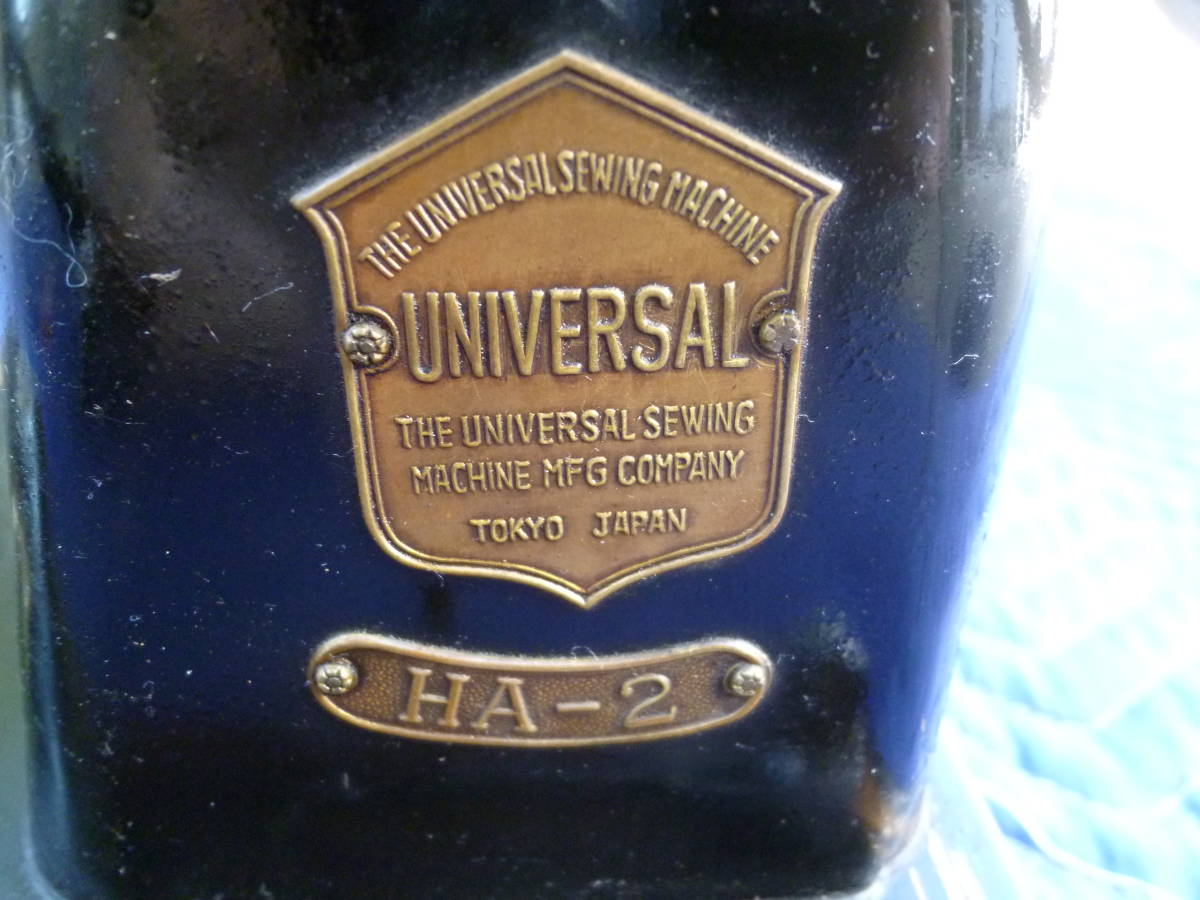 THE UNIVERSAL SEWING MACHINE
UNIVERSAL
THE UNIVERSAL SEWING
MACHINE MFG COMPANY
TOKYO JAPAN
HA-2